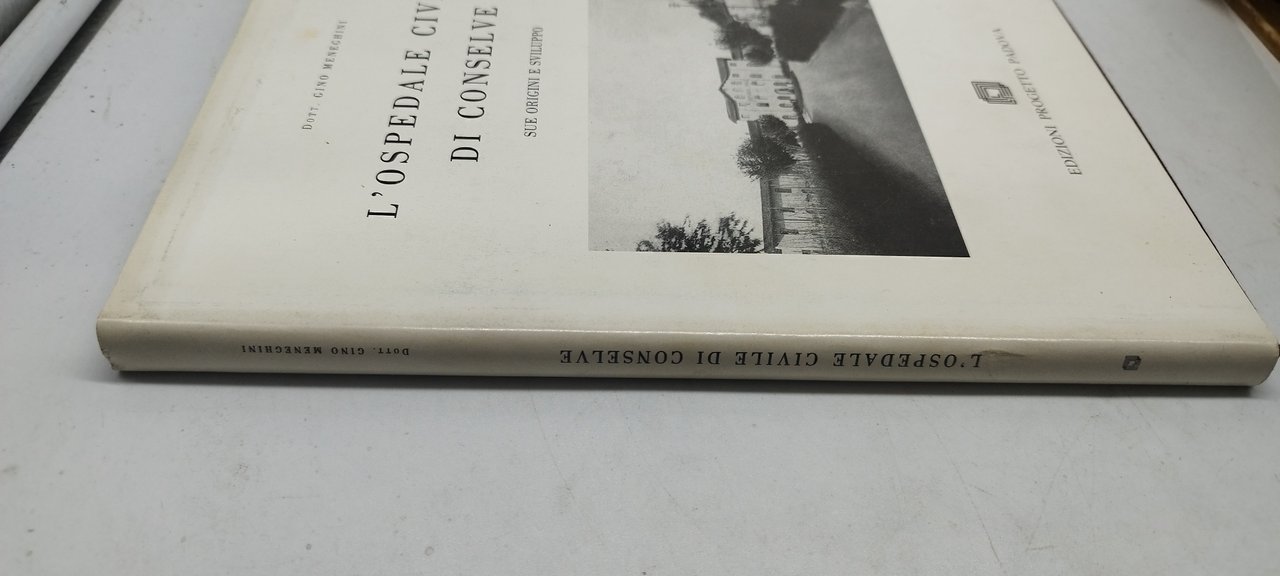 DOTT. GINO MENEGHINI
L'OSPEDALE CIV
DI CONSELVE
SUE ORIGINI E SVILUPPO
EDIZIONI PROGETTO PADOVA
L'OSPEDALE CIVILE DI CONSELVE
DOTT. GINO MENEGHINI